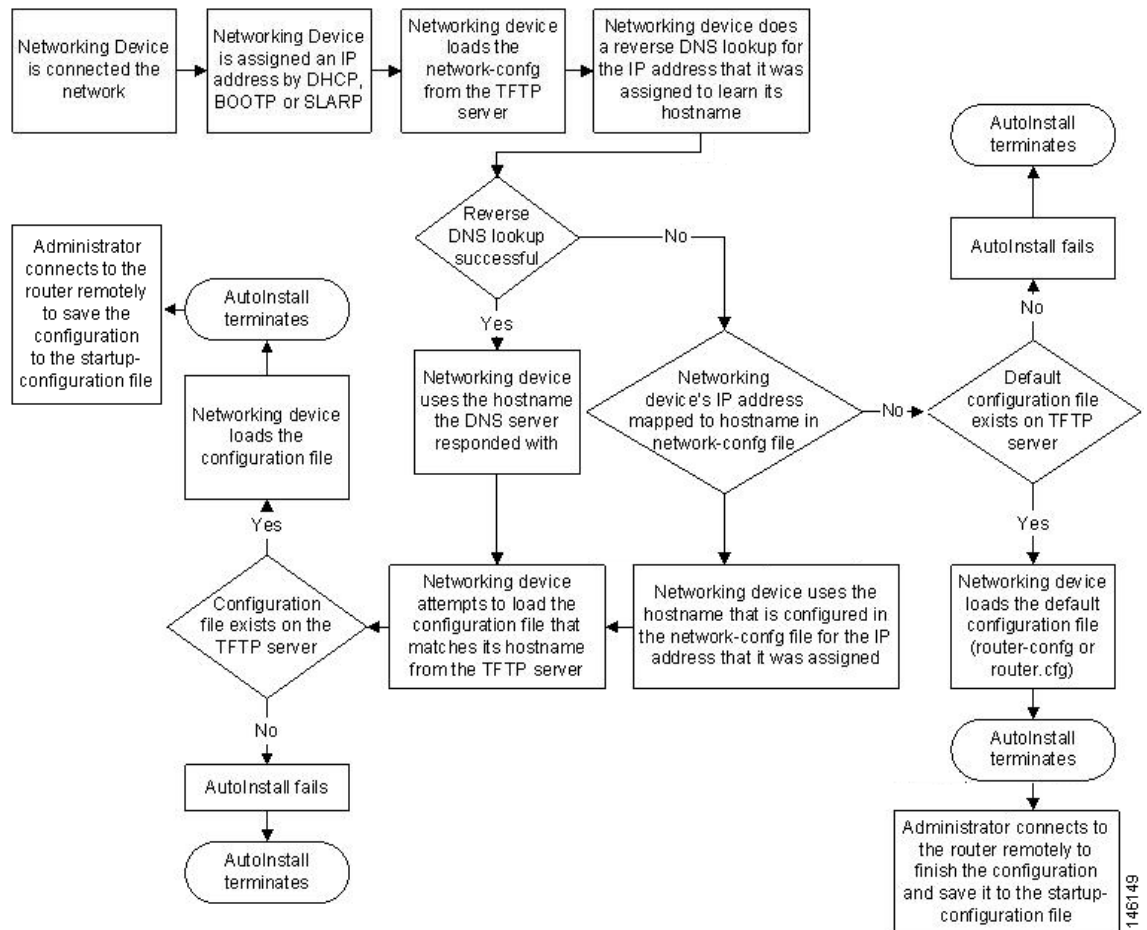 Networking Device
is connected the
network
Networking Device
is assigned an IP
address by DHCP,
BOOTP or SLARP
Networking device
loads the
network-confg
from the TFTP
server
Networking device does
a reverse DNS lookup for
the IP address that it was
assigned to learn its
hostname
Reverse
DNS lookup
successful
No
Yes
Networking device
uses the hostname
the DNS server
responded with
Networking
device's IP address
mapped to hostname in
network-confg file
No
Default
configuration file
exists on TFTP
server
No
AutoInstall fails
AutoInstall
terminates
Yes
Networking device
loads the default
configuration file
(router-confg or
router.cfg)
AutoInstall
terminates
Administrator connects to
the router remotely to
finish the configuration
and save it to the startup-
configuration file
Networking device uses the
hostname that is configured in
the network-confg file for the IP
address that it was assigned
Networking device
attempts to load the
configuration file that
matches its hostname
from the TFTP server
Configuration
file exists on the
TFTP server
Yes
Networking device
loads the
configuration file
AutoInstall
terminates
Administrator
connects to the
router remotely
to save the
configuration
to the startup-
configuration file
No
AutoInstall fails
AutoInstall
terminates
146149